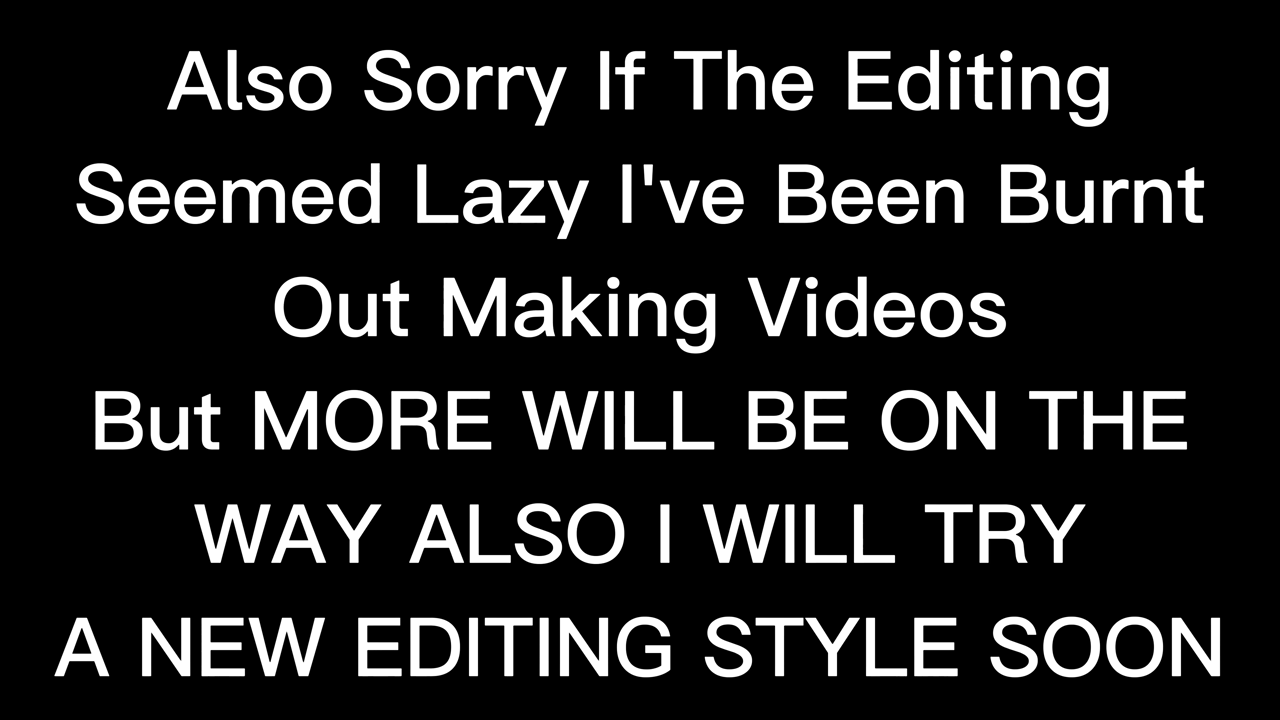 Also Sorry If The Editing
Seemed Lazy I've Been Burnt
Out Making Videos
But MORE WILL BE ON THE
WAY ALSO I WILL TRY
A NEW EDITING STYLE SOON